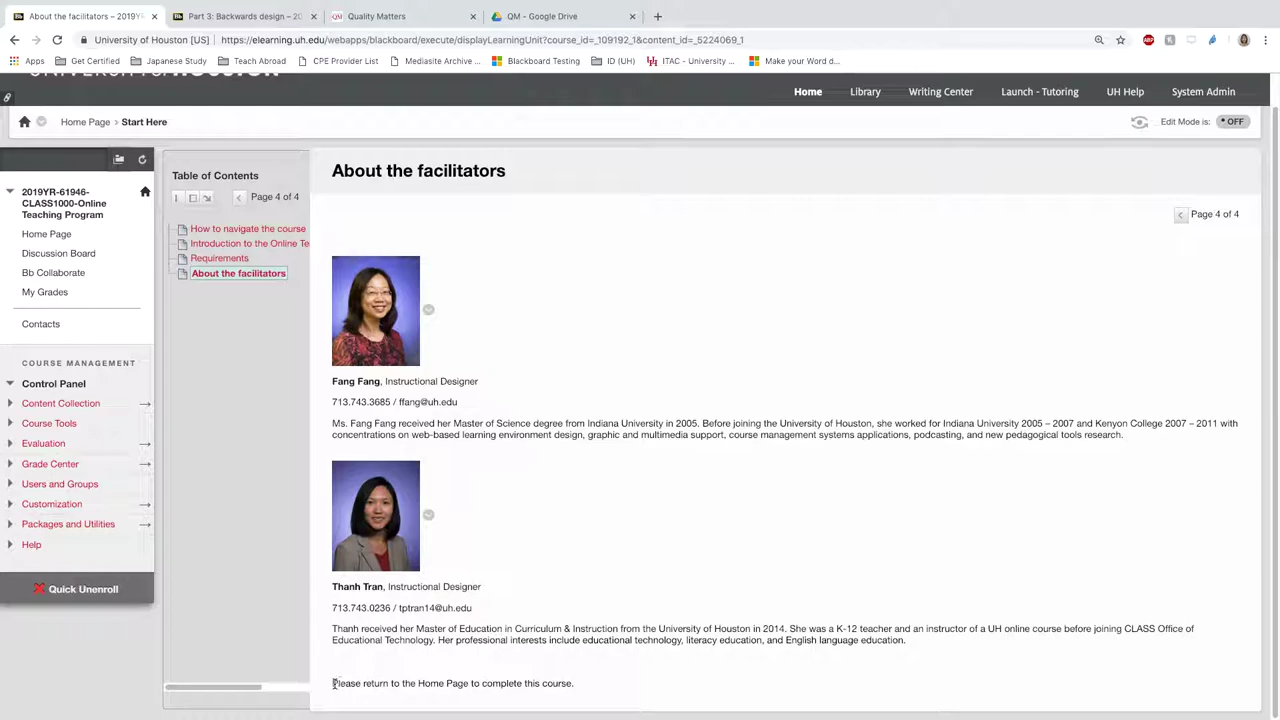 About the facilitators – 2019YR
Part 3: Backwards design – 20
Quality Matters
QM - Google Drive
University of Houston [US] https://elearning.uh.edu/webapps/blackboard/execute/displayLearningUnit?course_id=_109192_1&content_id=_5224069_1
Apps Get Certified Japanese Study Teach Abroad CPE Provider List Mediasite Archive ... Blackboard Testing ID (UH) ITAC - University ... Make your Word d...
Home Library Writing Center Launch - Tutoring UH Help System Admin
Home Page > Start Here
Edit Mode is: • OFF
2019YR-61946-
CLASS1000-Online
Teaching Program
Home Page
Discussion Board
Bb Collaborate
My Grades
Contacts
COURSE MANAGEMENT
Control Panel
Content Collection
Course Tools
Evaluation
Grade Center
Users and Groups
Customization
Packages and Utilities
Help
Quick Unenroll
Table of Contents
Page 4 of 4
How to navigate the course
Introduction to the Online Te
Requirements
About the facilitators
About the facilitators
Page 4 of 4
Fang Fang, Instructional Designer
713.743.3685 / ffang@uh.edu
Ms. Fang Fang received her Master of Science degree from Indiana University in 2005. Before joining the University of Houston, she worked for Indiana University 2005 – 2007 and Kenyon College 2007 – 2011 with
concentrations on web-based learning environment design, graphic and multimedia support, course management systems applications, podcasting, and new pedagogical tools research.
Thanh Tran, Instructional Designer
713.743.0236 / tptran14@uh.edu
Thanh received her Master of Education in Curriculum & Instruction from the University of Houston in 2014. She was a K-12 teacher and an instructor of a UH online course before joining CLASS Office of
Educational Technology. Her professional interests include educational technology, literacy education, and English language education.
Please return to the Home Page to complete this course.